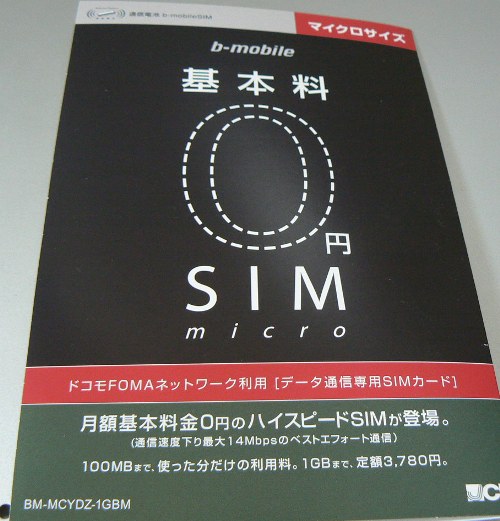 通信電池 b-mobileSIM
マイクロサイズ
b-mobile
基本料
0円
SIM
micro
ドコモFOMAネットワーク利用 [データ通信専用SIMカード]
月額基本料金0円のハイスピードSIMが登場。
(通信速度下り最大14Mbpsのベストエフォート通信)
100MBまで、使った分だけの利用料。1GBまで、定額3,780円。
BM-MCYDZ-1GBM